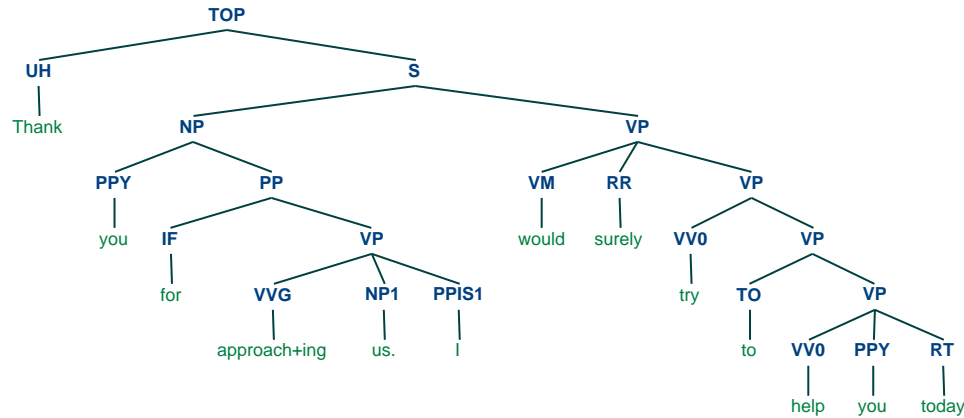 TOP
UH S
Thank NP VP
PPY PP VM RR VP
you IF VP would surely VV0 VP
for VVG NP1 PPIS1 try TO VP
approach+ing us. I to VV0 PPY RT
help you today